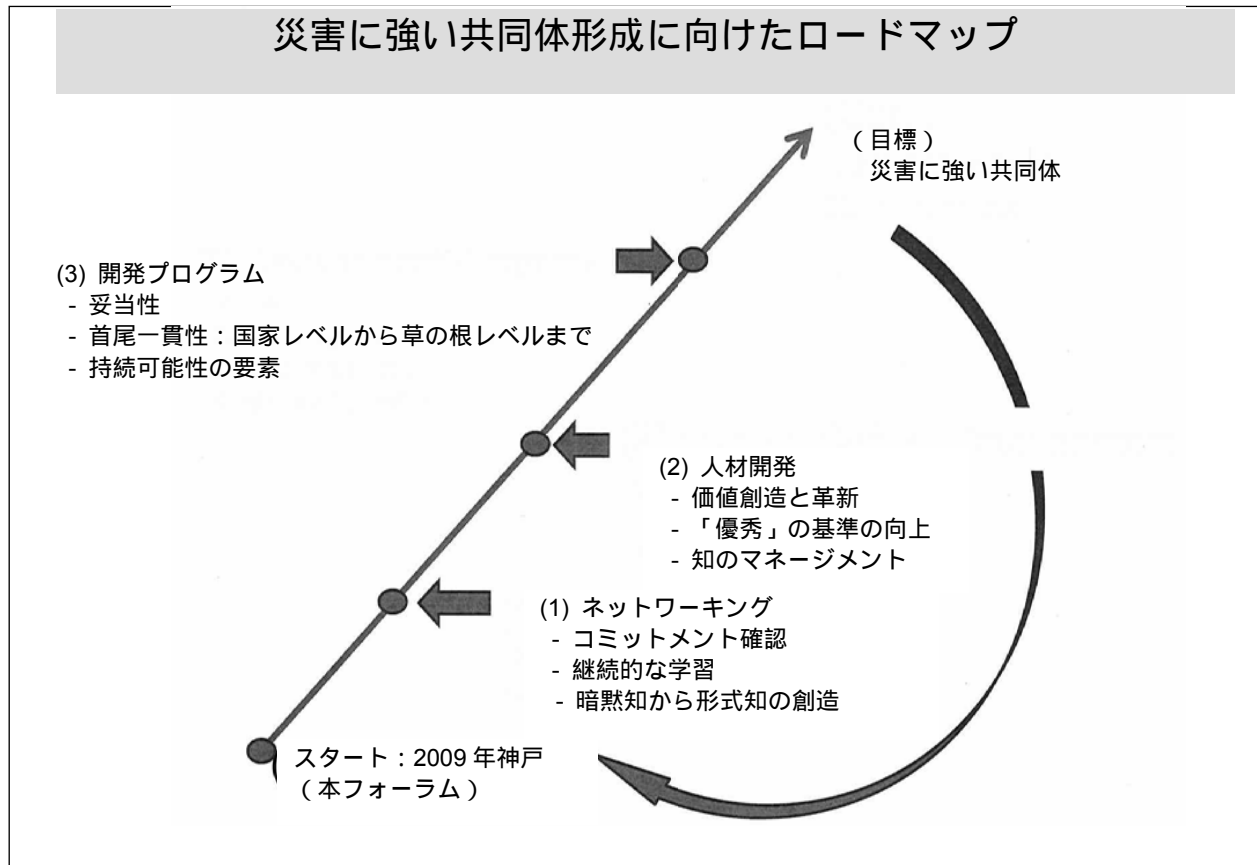 災害に強い共同体形成に向けたロードマップ
（目標）
災害に強い共同体
(3) 開発プログラム
- 妥当性
- 首尾一貫性：国家レベルから草の根レベルまで
- 持続可能性の要素
(2) 人材開発
- 価値創造と革新
- 「優秀」の基準の向上
- 知のマネージメント
(1) ネットワーキング
- コミットメント確認
- 継続的な学習
- 暗黙知から形式知の創造
スタート：2009 年神戸
（本フォーラム）